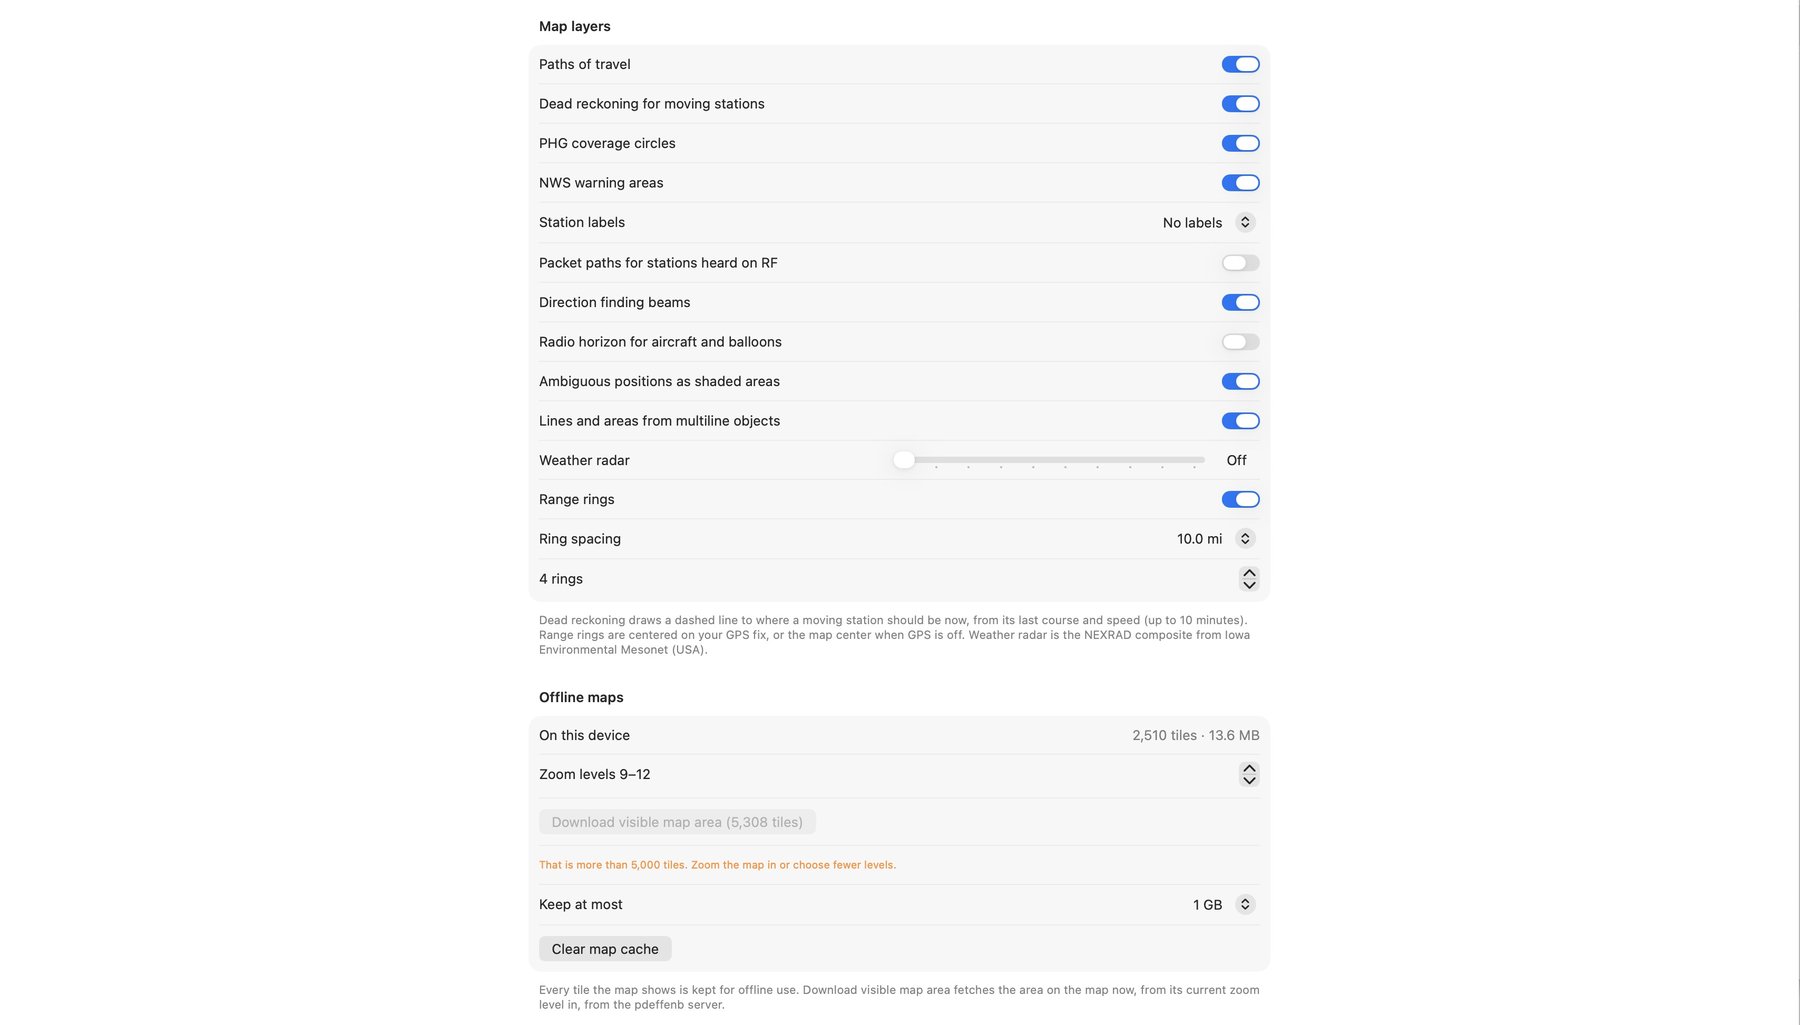 Map layers
Paths of travel
Dead reckoning for moving stations
PHG coverage circles
NWS warning areas
Station labels No labels
Packet paths for stations heard on RF
Direction finding beams
Radio horizon for aircraft and balloons
Ambiguous positions as shaded areas
Lines and areas from multiline objects
Weather radar Off
Range rings
Ring spacing 10.0 mi
4 rings
Dead reckoning draws a dashed line to where a moving station should be now, from its last course and speed (up to 10 minutes).
Range rings are centered on your GPS fix, or the map center when GPS is off. Weather radar is the NEXRAD composite from Iowa
Environmental Mesonet (USA).
Offline maps
On this device 2,510 tiles · 13.6 MB
Zoom levels 9–12
Download visible map area (5,308 tiles)
That is more than 5,000 tiles. Zoom the map in or choose fewer levels.
Keep at most 1 GB
Clear map cache
Every tile the map shows is kept for offline use. Download visible map area fetches the area on the map now, from its current zoom
level in, from the pdeffenb server.